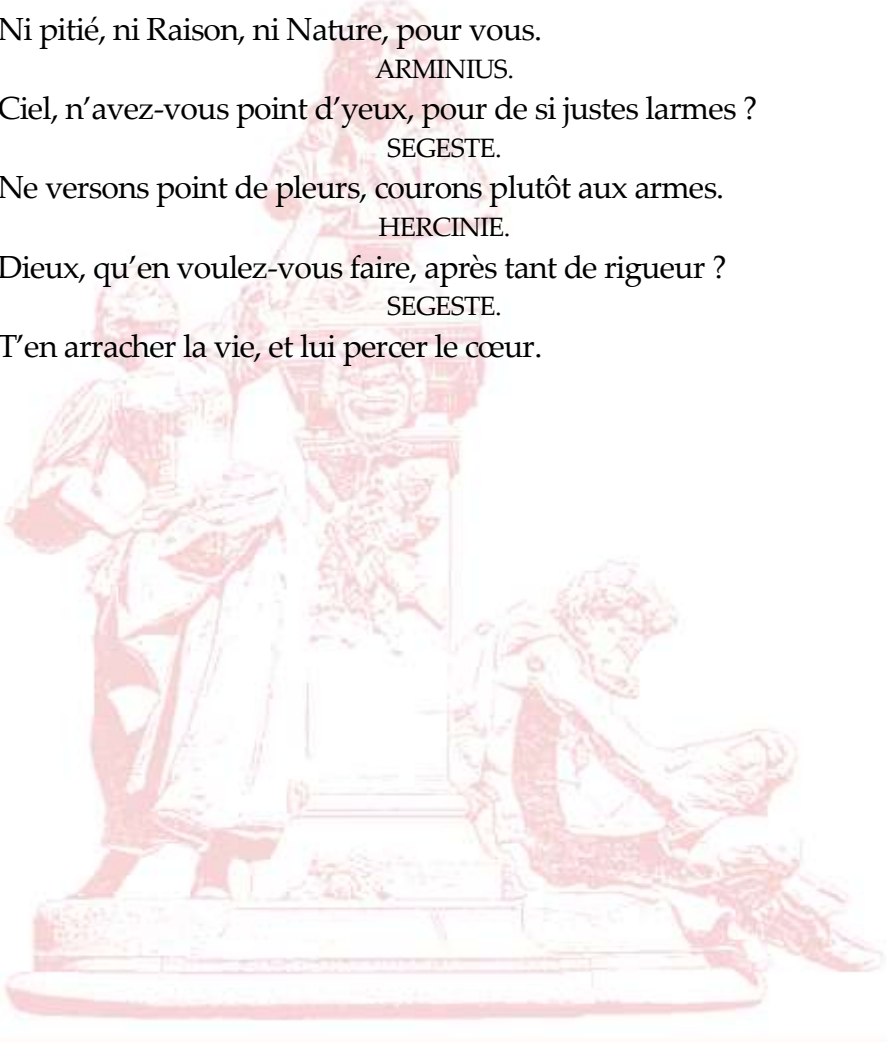 Ni pitié, ni Raison, ni Nature, pour vous.
ARMINIUS.
Ciel, n’avez-vous point d’yeux, pour de si justes larmes ?
SEGESTE.
Ne versons point de pleurs, courons plutôt aux armes.
HERCINIE.
Dieux, qu’en voulez-vous faire, après tant de rigueur ?
SEGESTE.
T’en arracher la vie, et lui percer le cœur.